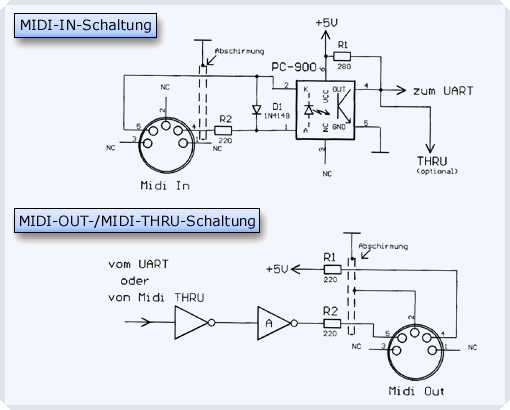 MIDI-IN-Schaltung
+5V
Abschirmung
R1
280
PC-900
6
NC
K
VCC
OUT
2
4
zum UART
D1
1N4148
2
5
4
R2
220
A
1
NC
GND
5
3
1
NC
NC
3
NC
THRU
(optional)
Midi In
MIDI-OUT-/MIDI-THRU-Schaltung
Abschirmung
vom UART
oder
von Midi THRU
+5V
R1
220
A
R2
220
2
5
4
3
1
NC
NC
Midi Out